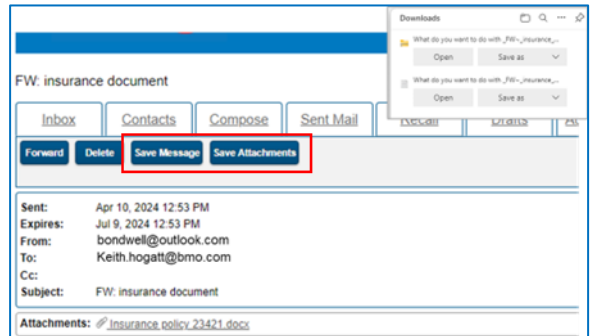 Downloads
What do you want to do with _FW-_insurance_...
Open Save as
What do you want to do with _FW-_insurance_...
Open Save as
FW: insurance document
Inbox Contacts Compose Sent Mail Recall Drafts
Forward Delete Save Message Save Attachments
Sent: Apr 10, 2024 12:53 PM
Expires: Jul 9, 2024 12:53 PM
From: bondwell@outlook.com
To: Keith.hogatt@bmo.com
Cc:
Subject: FW: insurance document
Attachments: Insurance policy 23421.docx